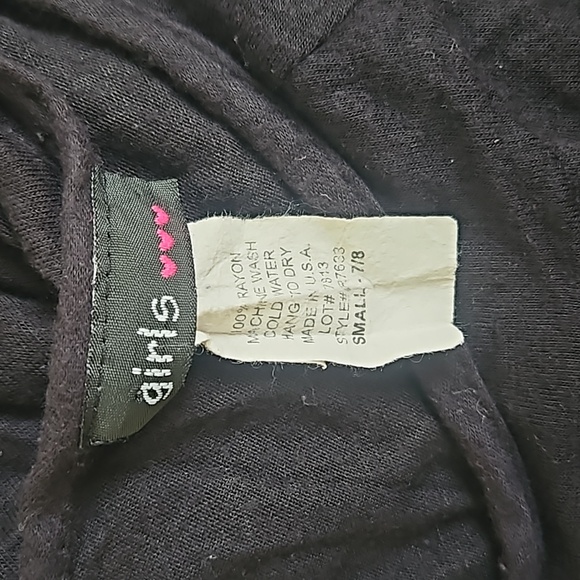 girls
100% RAYON
MACHINE WASH
COLD WATER
HANG TO DRY
MADE IN U.S.A.
LOT#
STYLE#
SMALL - 7/8